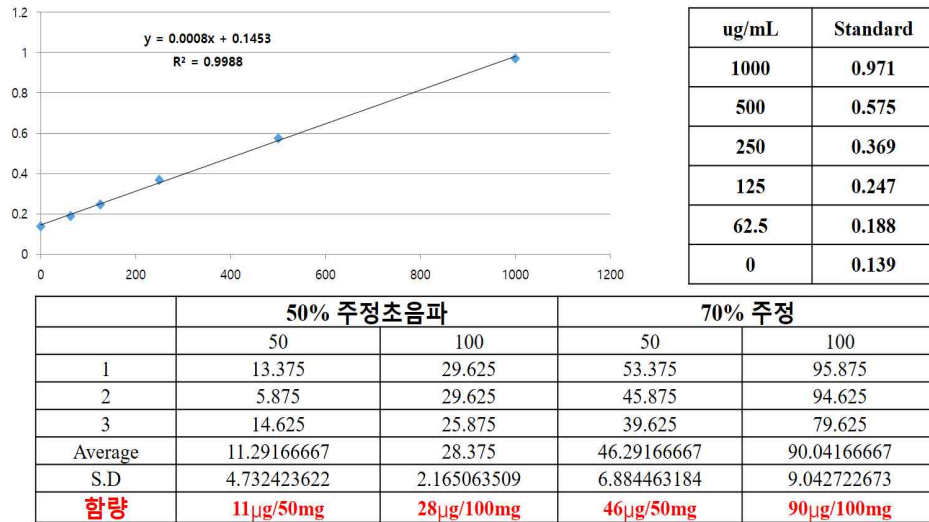 y = 0.0008x + 0.1453
R² = 0.9988
1.2
1
0.8
0.6
0.4
0.2
0
0 200 400 600 800 1000 1200
ug/mL Standard
1000 0.971
500 0.575
250 0.369
125 0.247
62.5 0.188
0 0.139
50% 주정초음파 70% 주정
50 100 50 100
1 13.375 29.625 53.375 95.875
2 5.875 29.625 45.875 94.625
3 14.625 25.875 39.625 79.625
Average 11.29166667 28.375 46.29166667 90.04166667
S.D 4.732423622 2.165063509 6.884463184 9.042722673
함량 11μg/50mg 28μg/100mg 46μg/50mg 90μg/100mg